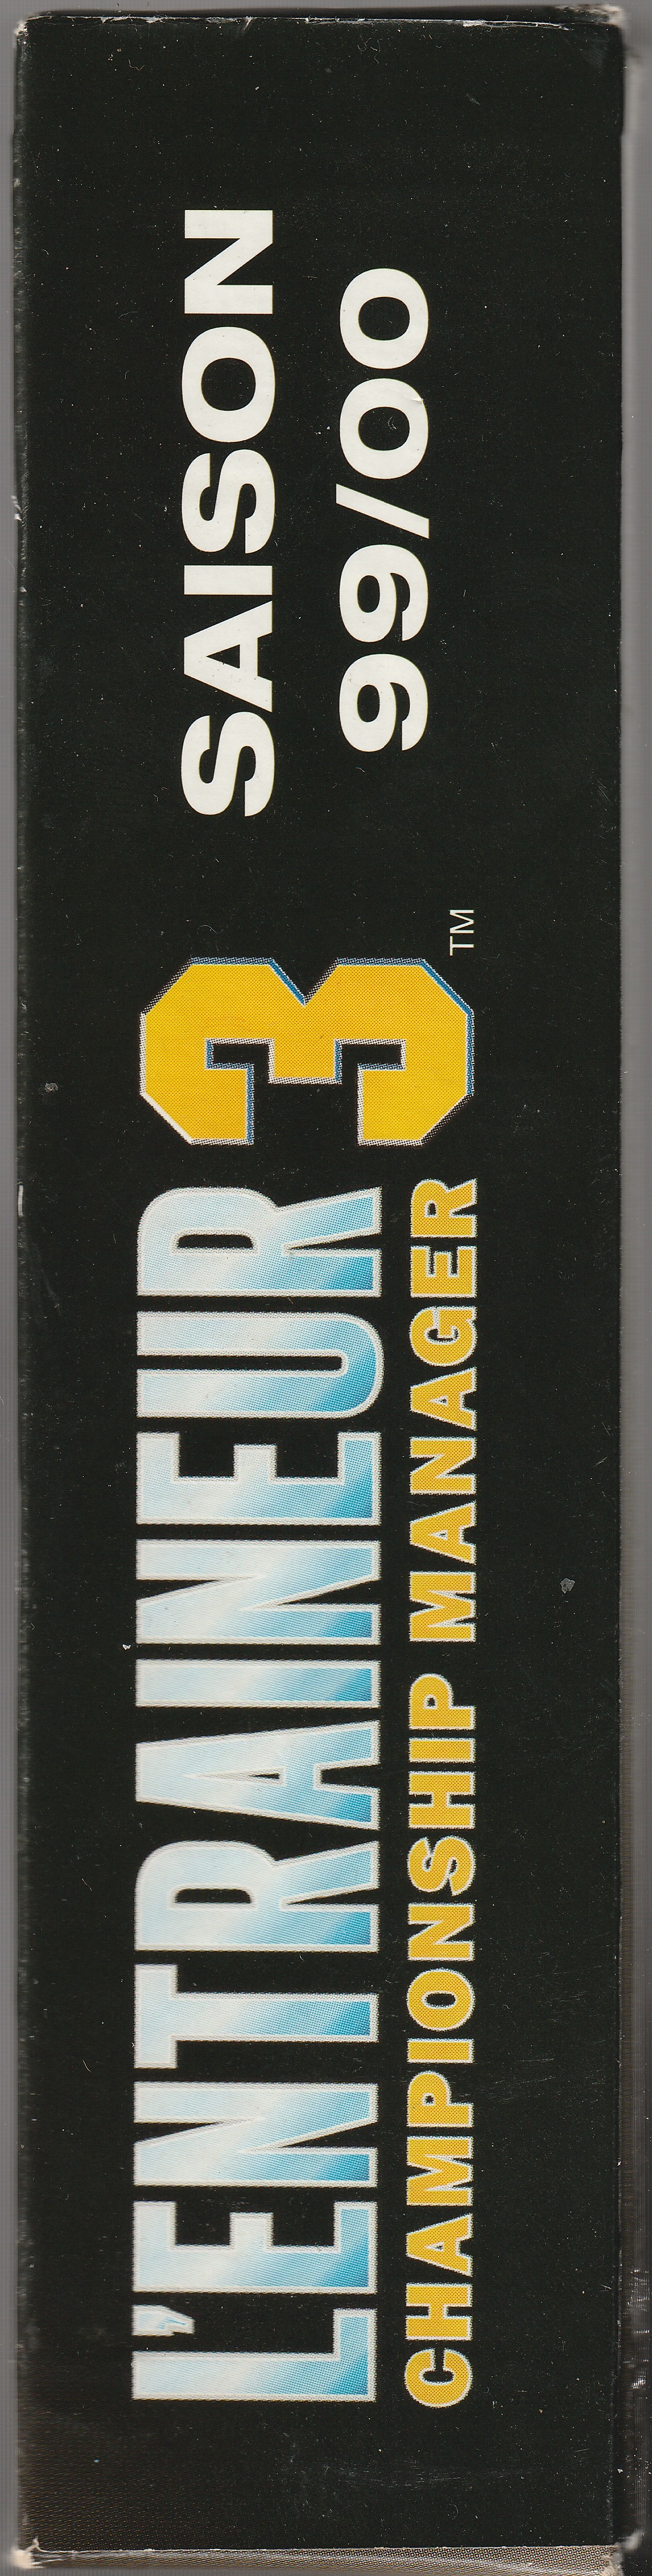 L'ENTRAINEUR 3™
CHAMPIONSHIP MANAGER
SAISON
99/00